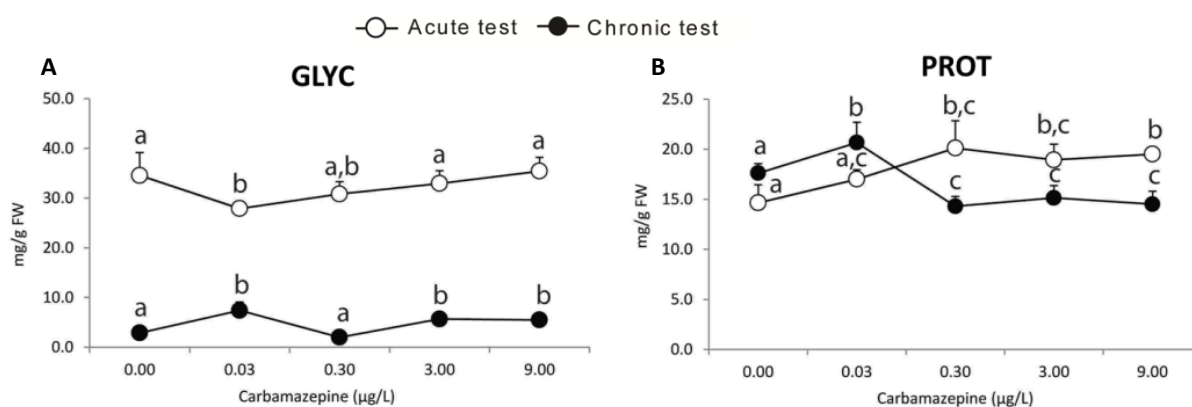 Acute test Chronic test
A GLYC
50.0
40.0
30.0
20.0
10.0
0.0
mg/g FW
a b a,b a a
a b a b b
0.00 0.03 0.30 3.00 9.00
Carbamazepine (µg/L)
B PROT
25.0
20.0
15.0
10.0
5.0
0.0
mg/g FW
a b b,c b,c b
a a,c c c c
0.00 0.03 0.30 3.00 9.00
Carbamazepine (µg/L)